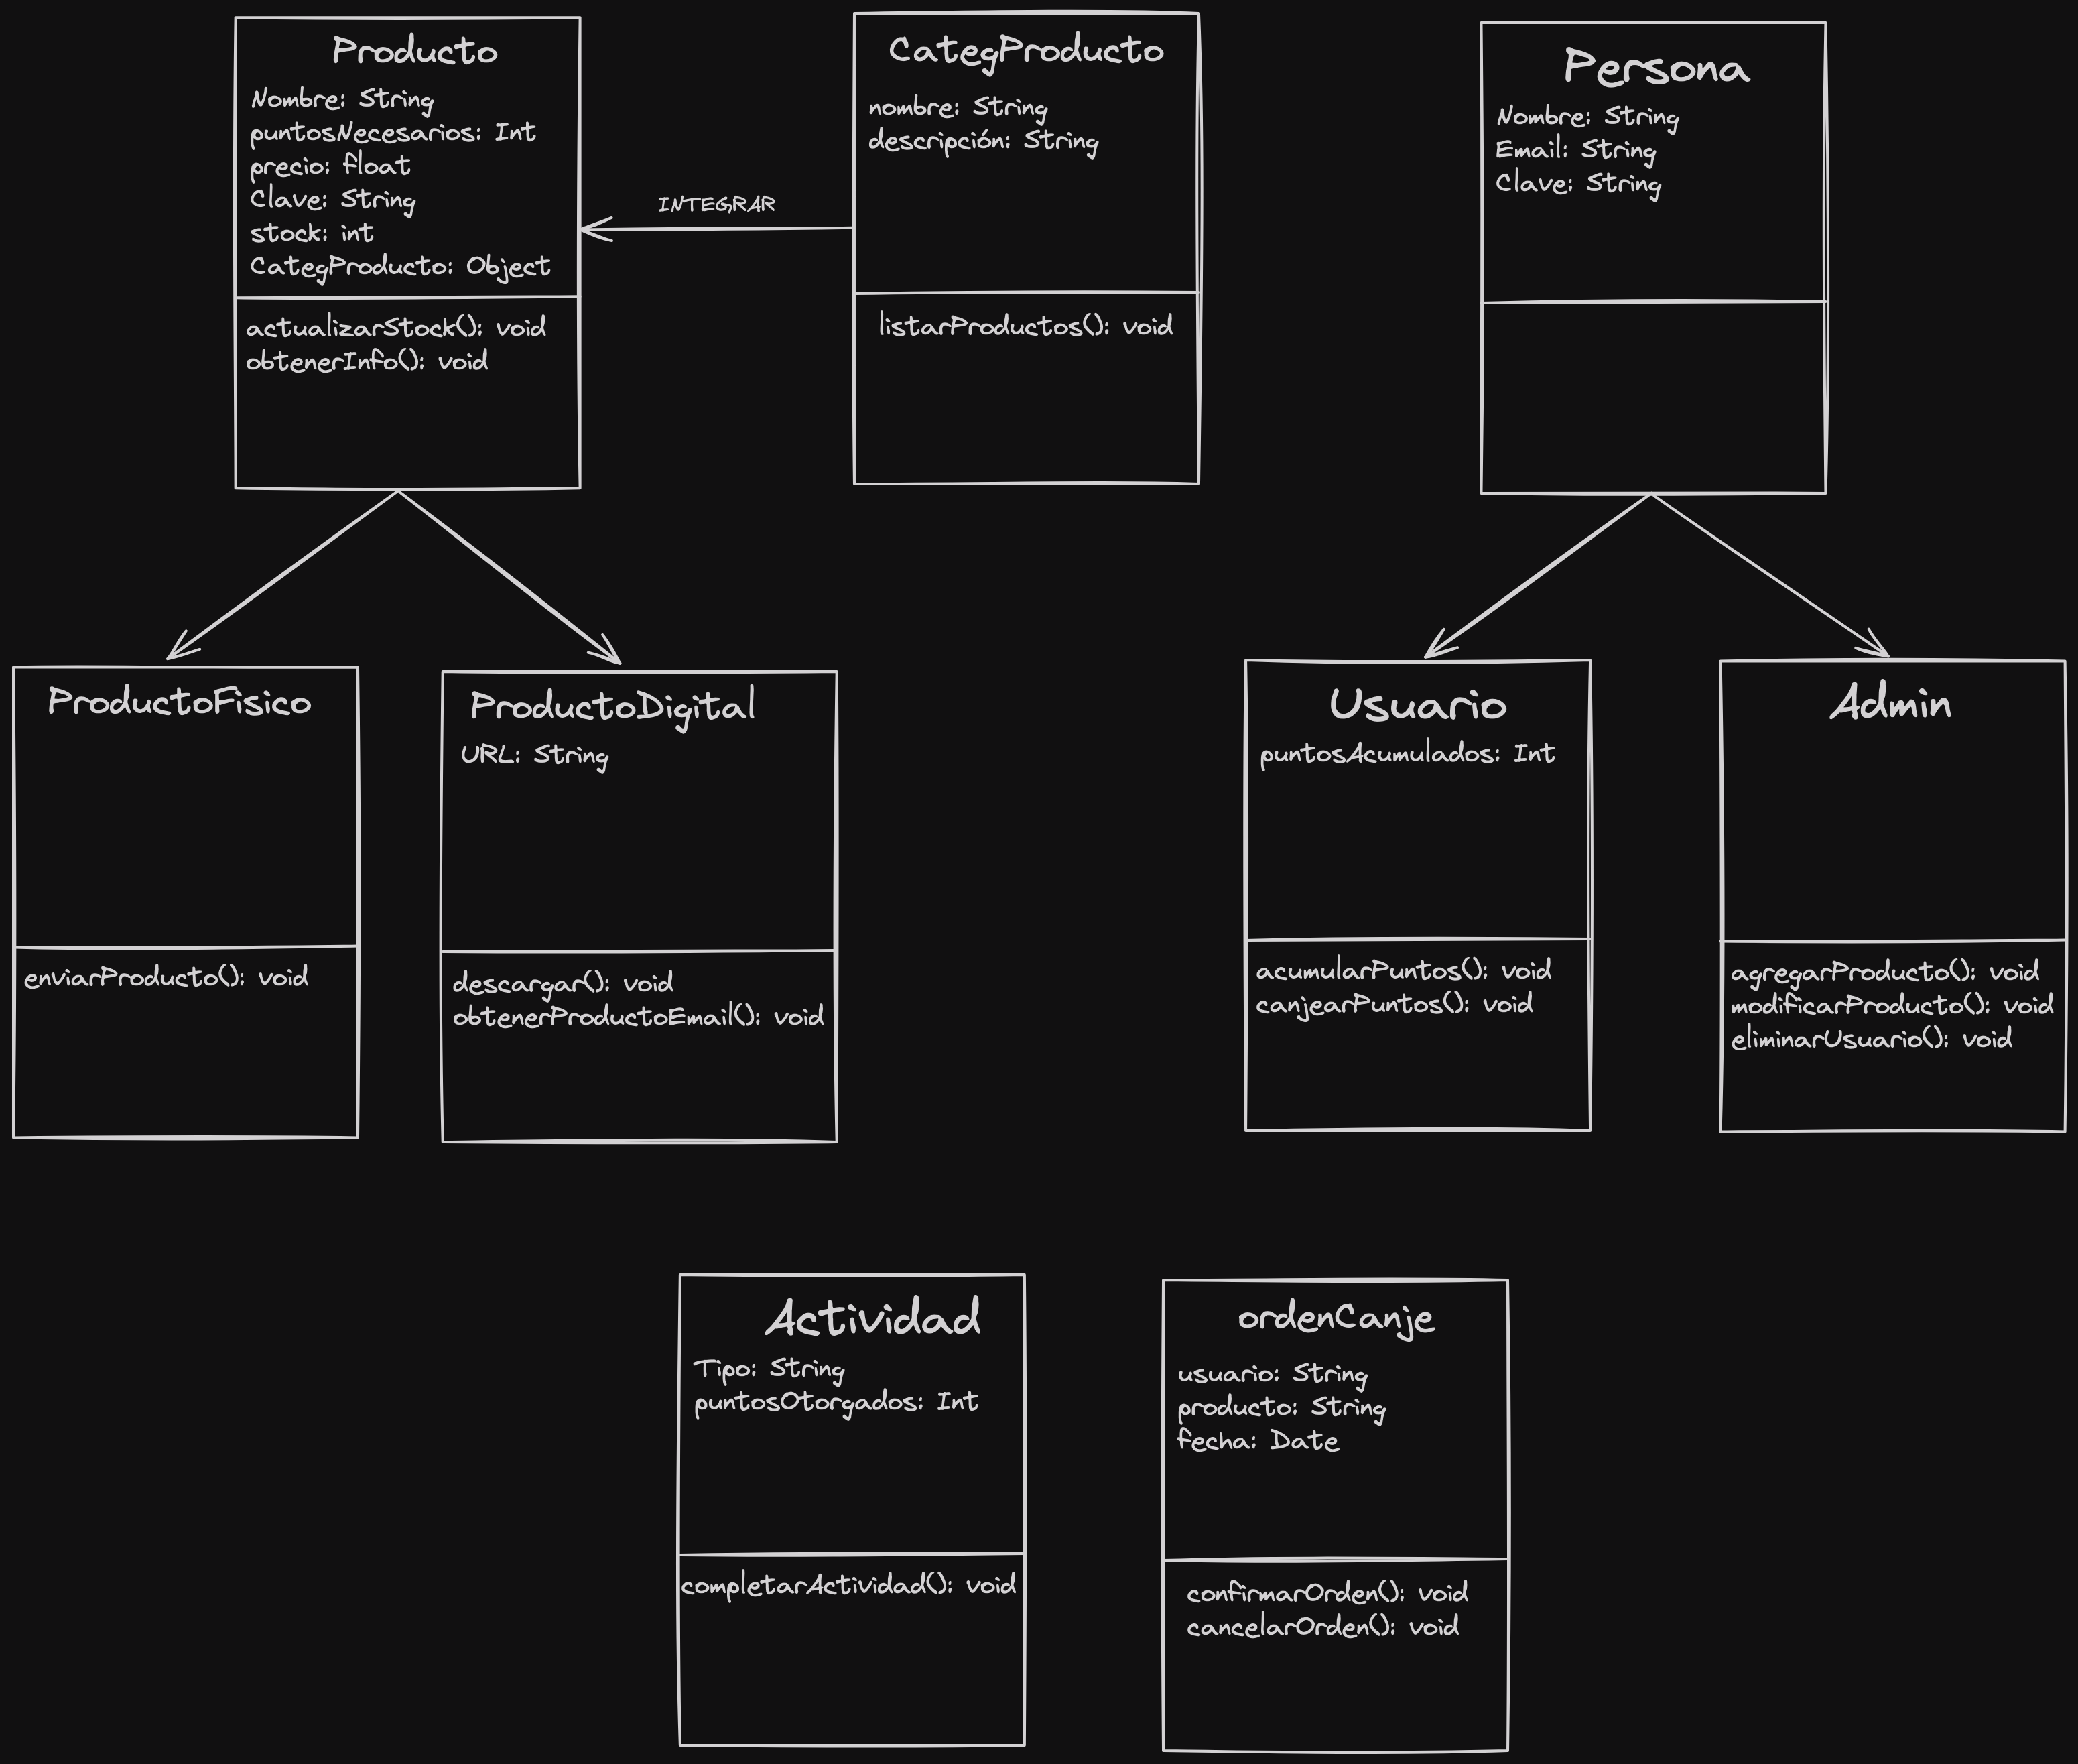 Producto
Nombre: String
puntosNecesarios: Int
precio: float
Clave: String
stock: int
CategProducto: Object
actualizarStock(): void
obtenerInfo(): void
INTEGRAR
CategProducto
nombre: String
descripción: String
listarProductos(): void
Persona
Nombre: String
Email: String
Clave: String
ProductoFisico
enviarProducto(): void
ProductoDigital
URL: String
descargar(): void
obtenerProductoEmail(): void
Usuario
puntosAcumulados: Int
acumularPuntos(): void
canjearPuntos(): void
Admin
agregarProducto(): void
modificarProducto(): void
eliminarUsuario(): void
Actividad
Tipo: String
puntosOtorgados: Int
completarActividad(): void
ordenCanje
usuario: String
producto: String
fecha: Date
confirmarOrden(): void
cancelarOrden(): void